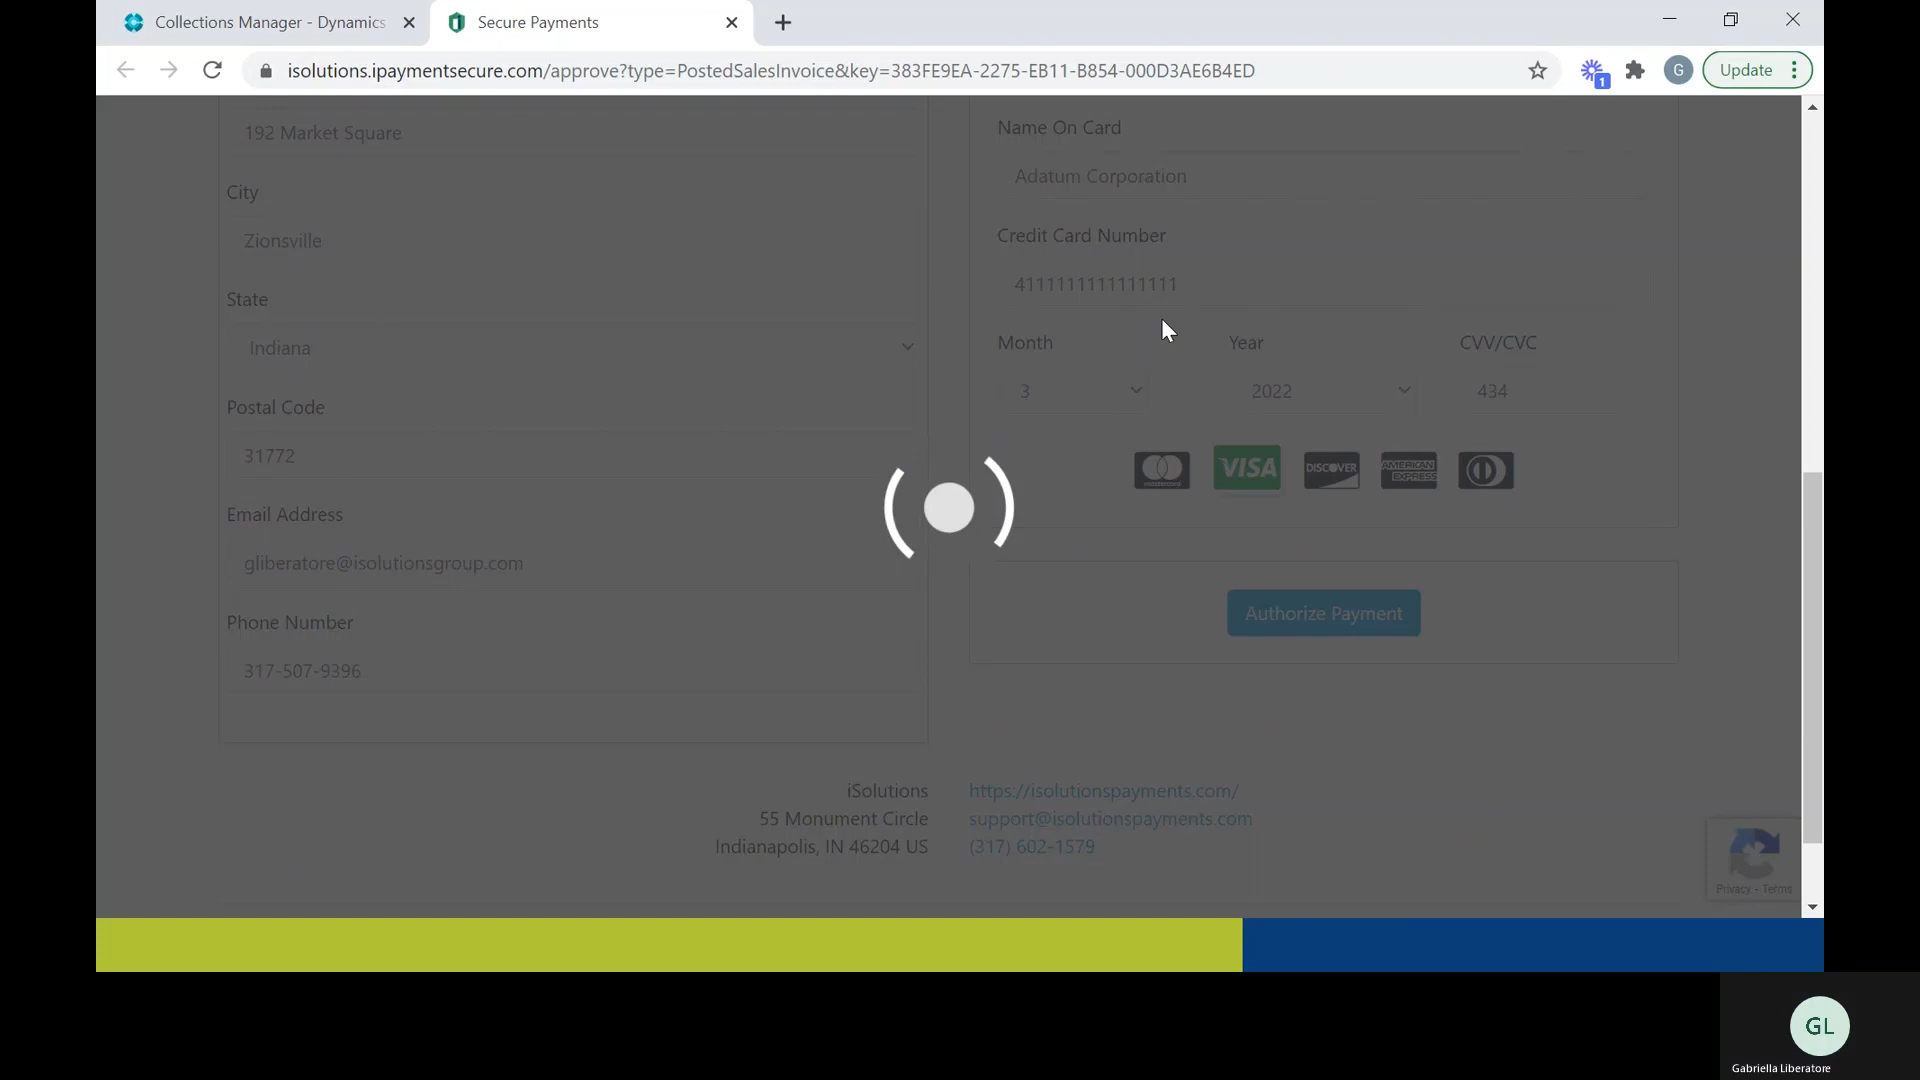 Collections Manager - Dynamics
Secure Payments
isolutions.ipaymentsecure.com/approve?type=PostedSalesInvoice&key=383FE9EA-2275-EB11-B854-000D3AE6B4ED
1
G
Update
192 Market Square
City
Zionsville
State
Indiana
Postal Code
31772
Email Address
gliberatore@isolutionsgroup.com
Phone Number
317-507-9396
Name On Card
Adatum Corporation
Credit Card Number
4111111111111111
Month
Year
CVV/CVC
3
2022
434
mastercard
VISA
DISCOVER
AMERICAN EXPRESS
Authorize Payment
iSolutions
55 Monument Circle
Indianapolis, IN 46204 US
https://isolutionspayments.com/
support@isolutionspayments.com
(317) 602-1579
Privacy - Terms
GL
Gabriella Liberatore